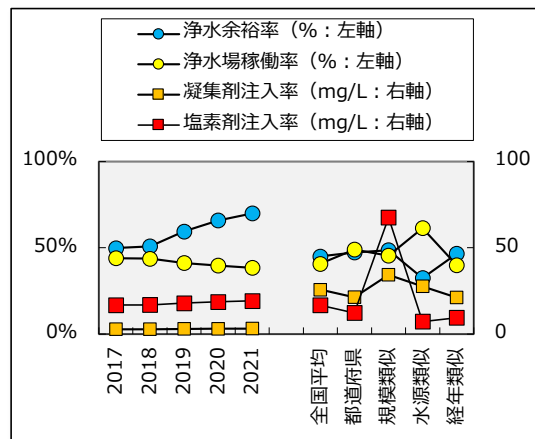 浄水余裕率（%：左軸）
浄水場稼働率（%：左軸）
凝集剤注入率（mg/L：右軸）
塩素剤注入率（mg/L：右軸）
100%
100
50%
50
0%
0
2017
2018
2019
2020
2021
全国平均
都道府県
規模類似
水源類似
経年類似